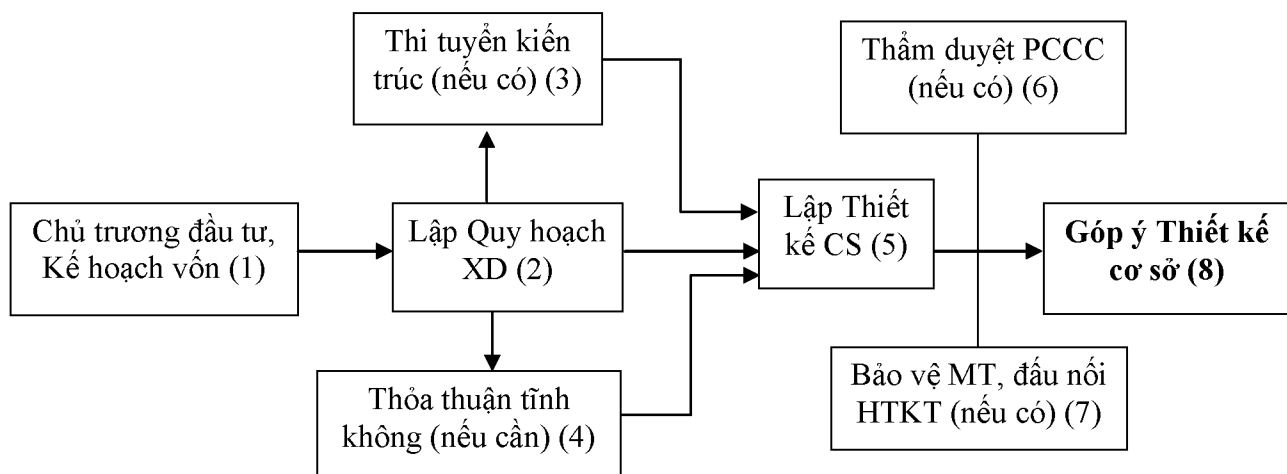 Thi tuyển kiến
trúc (nếu có) (3)
Thẩm duyệt PCCC
(nếu có) (6)
Chủ trương đầu tư,
Kế hoạch vốn (1)
Lập Quy hoạch
XD (2)
Lập Thiết
kế CS (5)
Góp ý Thiết kế
cơ sở (8)
Thỏa thuận tĩnh
không (nếu cần) (4)
Bảo vệ MT, đấu nối
HTKT (nếu có) (7)